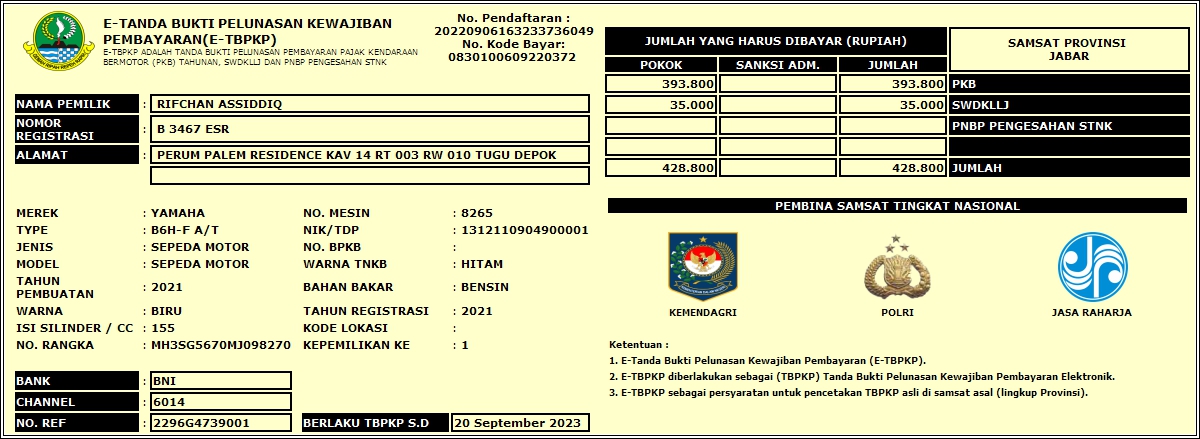 E-TANDA BUKTI PELUNASAN KEWAJIBAN
PEMBAYARAN(E-TBPKP)
E-TBPKP ADALAH TANDA BUKTI PELUNASAN PEMBAYARAN PAJAK KENDARAAN
BERMOTOR (PKB) TAHUNAN, SWDKLLJ DAN PNBP PENGESAHAN STNK
No. Pendaftaran :
20220906163233736049
No. Kode Bayar:
0830100609220372
NAMA PEMILIK : RIFCHAN ASSIDDIQ
NOMOR REGISTRASI : B 3467 ESR
ALAMAT : PERUM PALEM RESIDENCE KAV 14 RT 003 RW 010 TUGU DEPOK
MEREK : YAMAHA NO. MESIN : 8265
TYPE : B6H-F A/T NIK/TDP : 1312110904900001
JENIS : SEPEDA MOTOR NO. BPKB :
MODEL : SEPEDA MOTOR WARNA TNKB : HITAM
TAHUN PEMBUATAN : 2021 BAHAN BAKAR : BENSIN
WARNA : BIRU TAHUN REGISTRASI : 2021
ISI SILINDER / CC : 155 KODE LOKASI :
NO. RANGKA : MH3SG5670MJ098270 KEPEMILIKAN KE : 1
BANK : BNI
CHANNEL : 6014
NO. REF : 2296G4739001 BERLAKU TBPKP S.D 20 September 2023
JUMLAH YANG HARUS DIBAYAR (RUPIAH)
POKOK SANKSI ADM. JUMLAH
SAMSAT PROVINSI
JABAR
393.800 393.800 PKB
35.000 35.000 SWDKLLJ
PNBP PENGESAHAN STNK
428.800 428.800 JUMLAH
PEMBINA SAMSAT TINGKAT NASIONAL
KEMENDAGRI POLRI JASA RAHARJA
Ketentuan :
1. E-Tanda Bukti Pelunasan Kewajiban Pembayaran (E-TBPKP).
2. E-TBPKP diberlakukan sebagai (TBPKP) Tanda Bukti Pelunasan Kewajiban Pembayaran Elektronik.
3. E-TBPKP sebagai persyaratan untuk pencetakan TBPKP asli di samsat asal (lingkup Provinsi).